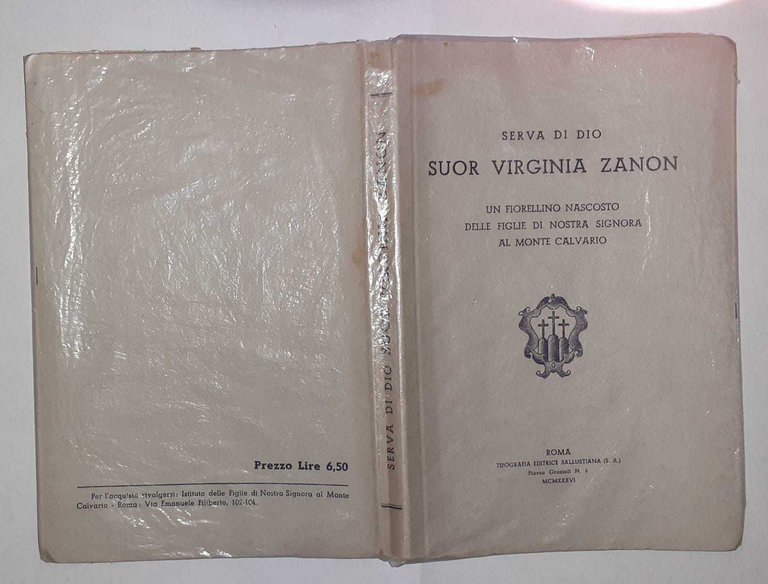 SERVA DI DIO
SUOR VIRGINIA ZANON
UN FIORELLINO NASCOSTO
DELLE FIGLIE DI NOSTRA SIGNORA
AL MONTE CALVARIO
ROMA
TIPOGRAFIA EDITRICE SALLUSTIANA (S. A.)
Piazza N. 6
MCMXXXVI
SERVA DI DIO SUOR VIRGINIA ZANON
Prezzo Lire 6,50
Per l'acquisto rivolgersi: Istituto delle Figlie di Nostra Signora al Monte
Calvario - Roma: Via Emanuele Filiberto, 102-104.